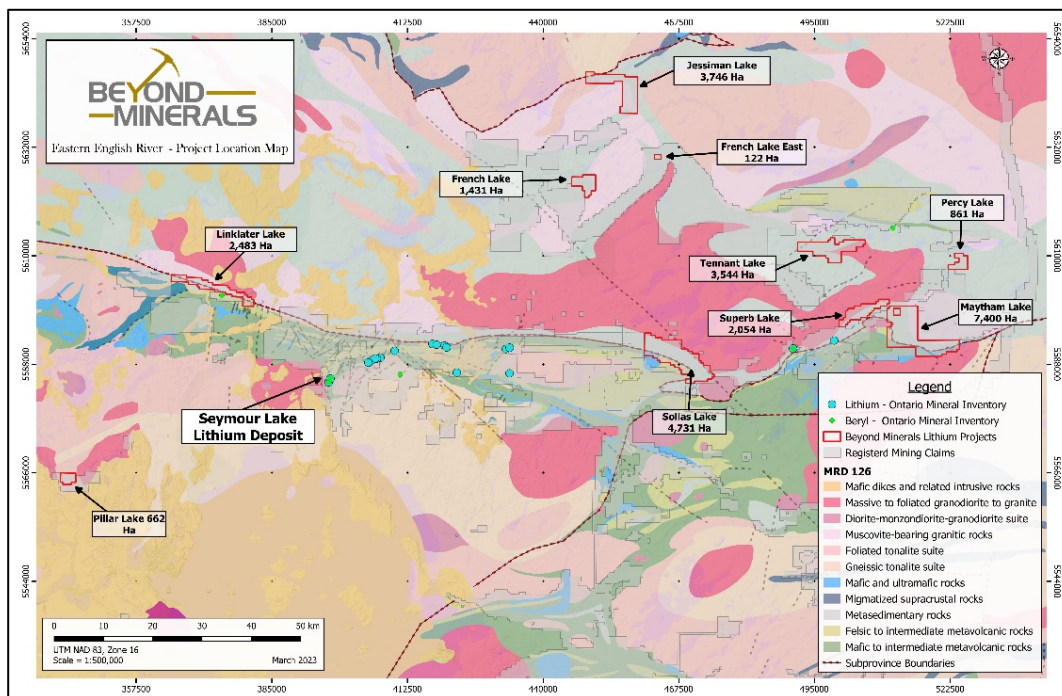 357500 385000 412500 440000 467500 495000 522500
5654000
5654000
BEYOND
MINERALS
Eastern English River - Project Location Map
Jessiman Lake
3,746 Ha
5632000
5632000
French Lake East
122 Ha
French Lake
1,431 Ha
Percy Lake
861 Ha
Linklater Lake
2,483 Ha
5610000
5610000
Tennant Lake
3,544 Ha
Superb Lake
2,054 Ha
Maytham Lake
7,400 Ha
5588000
5588000
Seymour Lake
Lithium Deposit
Sollas Lake
4,731 Ha
5566000
5566000
Pillar Lake 662
Ha
5544000
5544000
Legend
Lithium - Ontario Mineral Inventory
Beryl - Ontario Mineral Inventory
Beyond Minerals Lithium Projects
Registerd Mining Claims
MRD 126
Mafic dikes and related intrusive rocks
Massive to foliated granodiorite to granite
Diorite-monzondiorite-granodiorite suite
Muscovite-bearing granitic rocks
Foliated tonalite suite
Gneissic tonalite suite
Mafic and ultramafic rocks
Migmatized supracrustal rocks
Metasedimentary rocks
Felsic to intermediate metavolcanic rocks
Mafic to intermediate metavolcanic rocks
Subprovince Boundaries
0 10 20 30 40 50 km
UTM NAD 83, Zone 16
Scale = 1:500,000
March 2023
357500 385000 412500 440000 467500 495000 522500